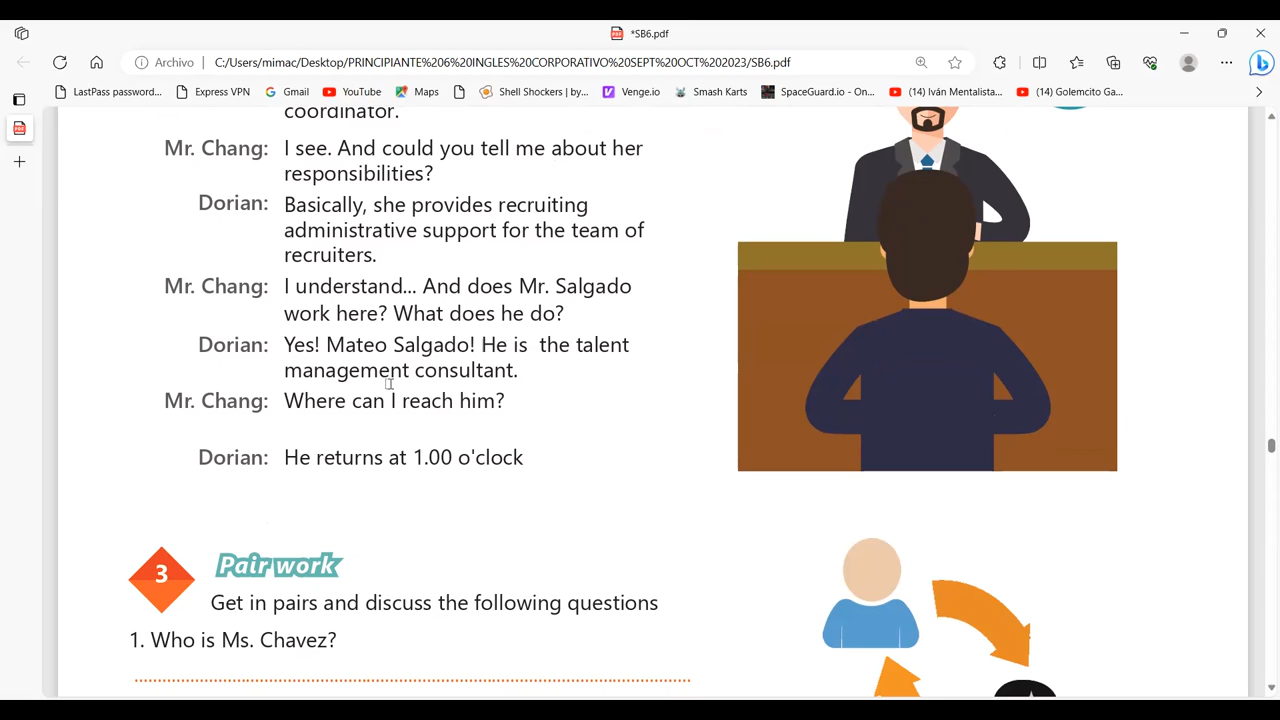 *SB6.pdf
Archivo
C:/Users/mimac/Desktop/PRINCIPIANTE%206%20INGLES%20CORPORATIVO%20SEPT%20OCT%202023/SB6.pdf
LastPass password...
Express VPN
Gmail
YouTube
Maps
Shell Shockers | by...
Venge.io
Smash Karts
SpaceGuard.io - On...
(14) Iván Mentalista...
(14) Golemcito Ga...
coordinator.
Mr. Chang: I see. And could you tell me about her
responsibilities?
Dorian: Basically, she provides recruiting
administrative support for the team of
recruiters.
Mr. Chang: I understand... And does Mr. Salgado
work here? What does he do?
Dorian: Yes! Mateo Salgado! He is the talent
management consultant.
Mr. Chang: Where can I reach him?
Dorian: He returns at 1.00 o'clock
3
Pair work
Get in pairs and discuss the following questions
1. Who is Ms. Chavez?